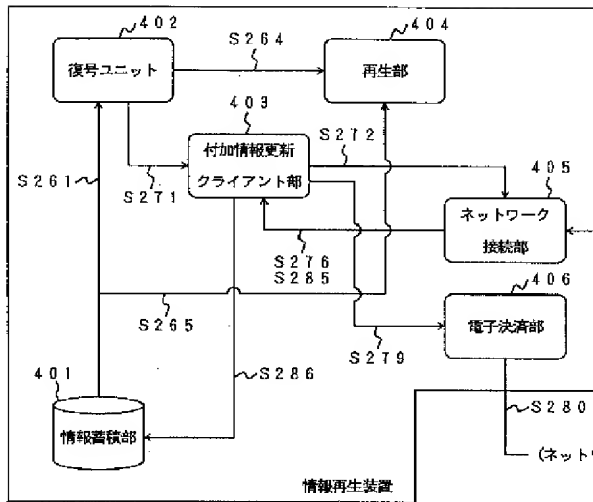 402
復号ユニット
S264
404
再生部
403
付加情報更新
クライアント部
S272
405
ネットワーク
接続部
S261
S271
S276
S285
406
電子決済部
S265
S279
401
情報蓄積部
S286
S280
(ネット
情報再生装置